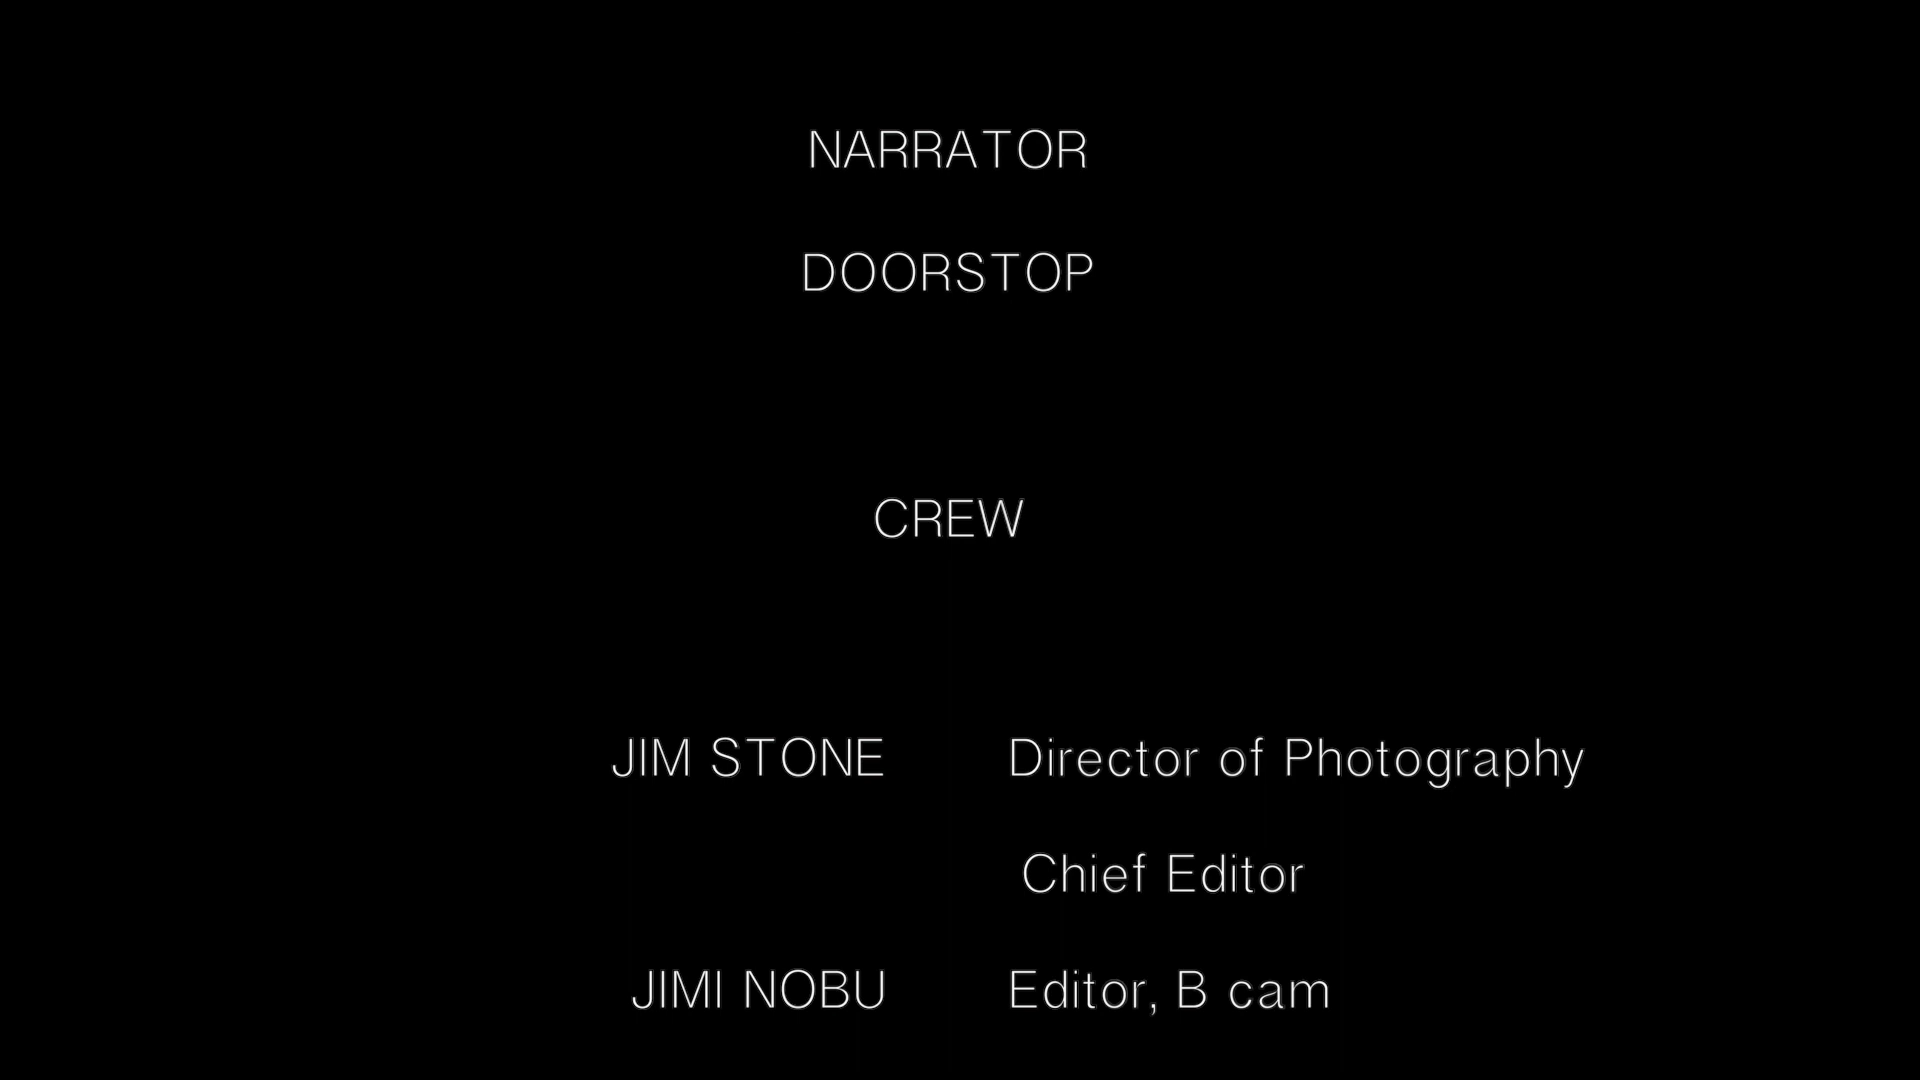 NARRATOR
DOORSTOP
CREW
JIM STONE Director of Photography
Chief Editor
JIMI NOBU Editor, B cam